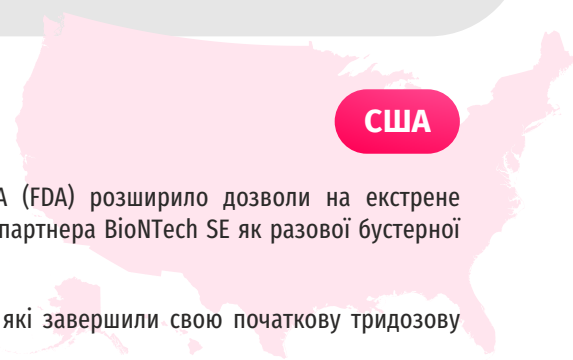 США
А (FDA) розширило дозволи на екстрене
партнера BioNTech SE як разової бустерної
які завершили свою початкову тридозову